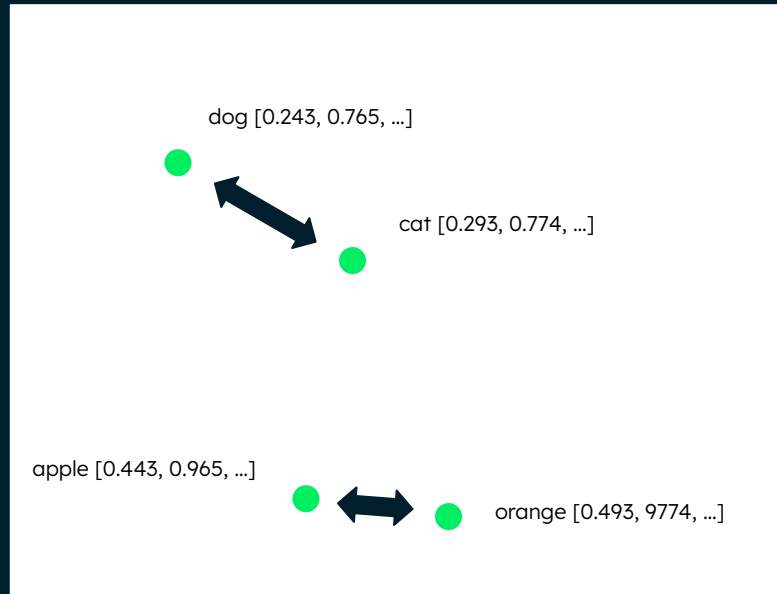 dog [0.243, 0.765, ...]
cat [0.293, 0.774, ...]
apple [0.443, 0.965, ...]
orange [0.493, 9774, ...]